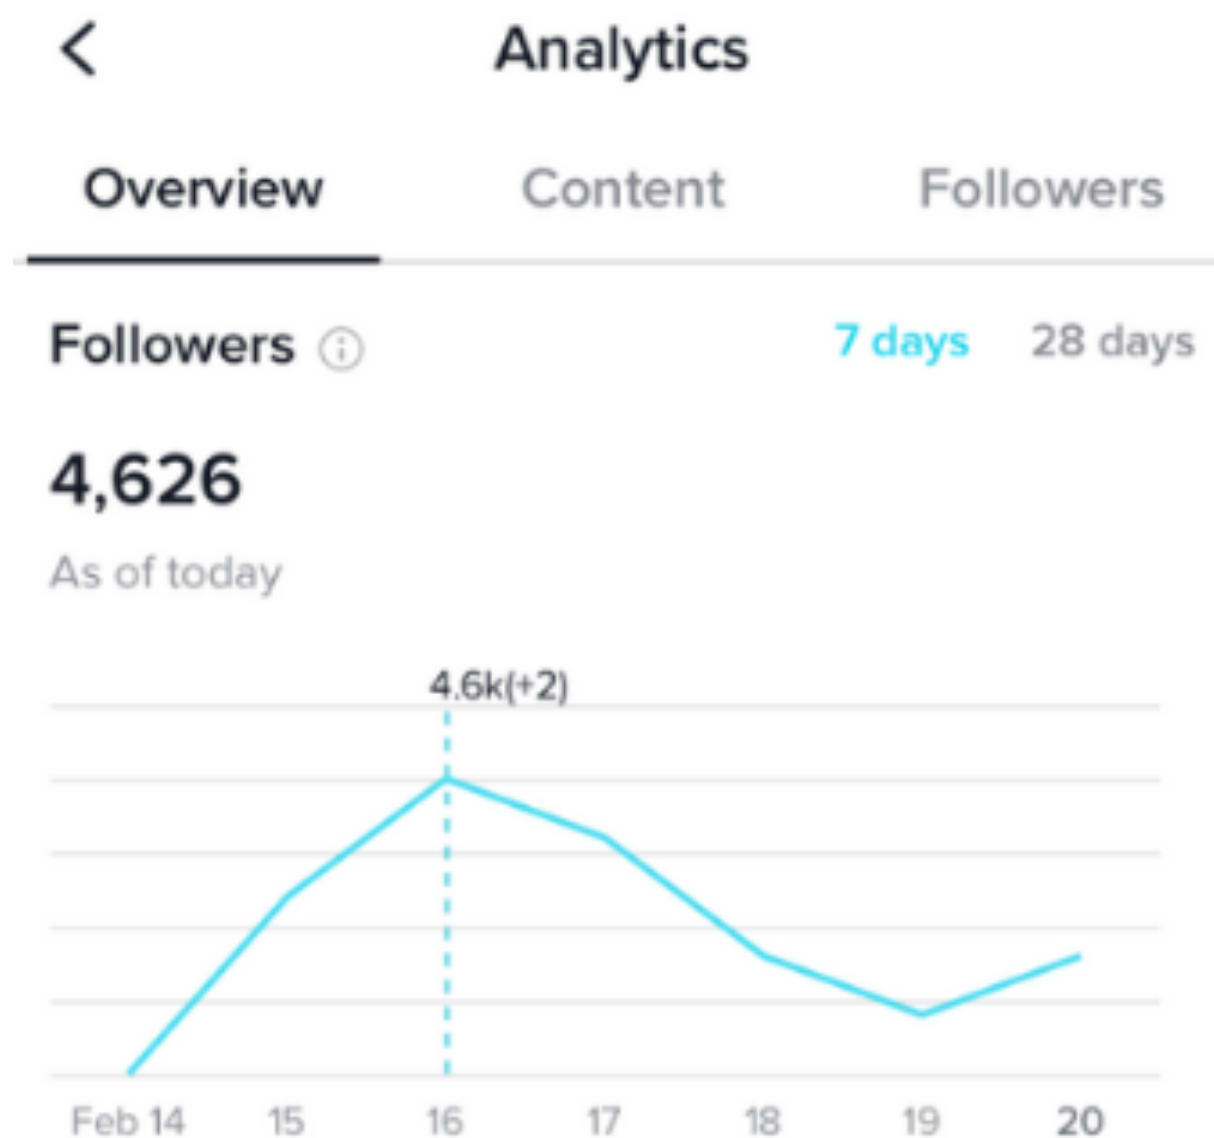 Analytics
Overview Content Followers
Followers 7 days 28 days
4,626
As of today
4.6k(+2)
Feb 14 15 16 17 18 19 20